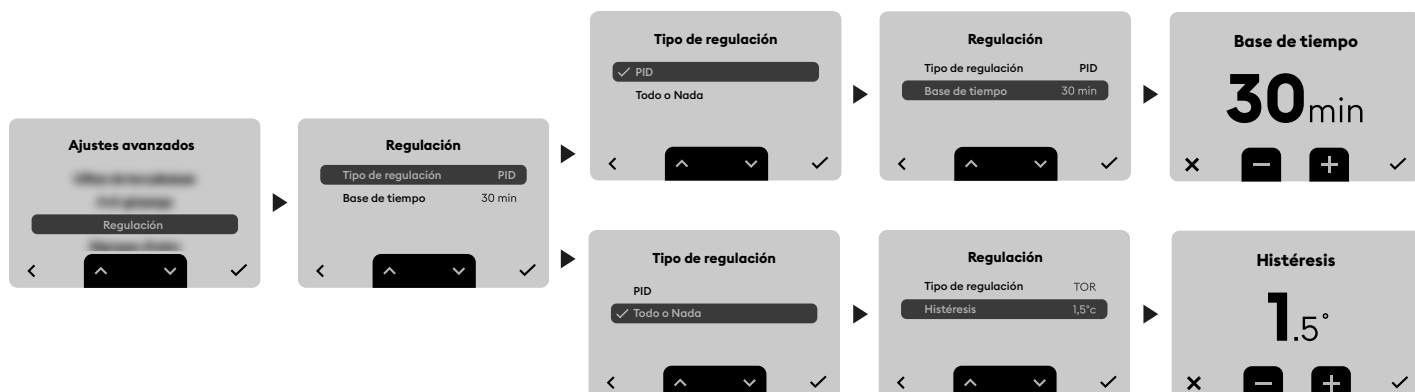 Ajustes avanzados
Regulación
Regulación
Tipo de regulación PID
Base de tiempo 30 min
Tipo de regulación
PID
Todo o Nada
Regulación
Tipo de regulación PID
Base de tiempo 30 min
Base de tiempo
30min
Tipo de regulación
PID
Todo o Nada
Regulación
Tipo de regulación TOR
Histéresis 1,5°c
Histéresis
1.5°